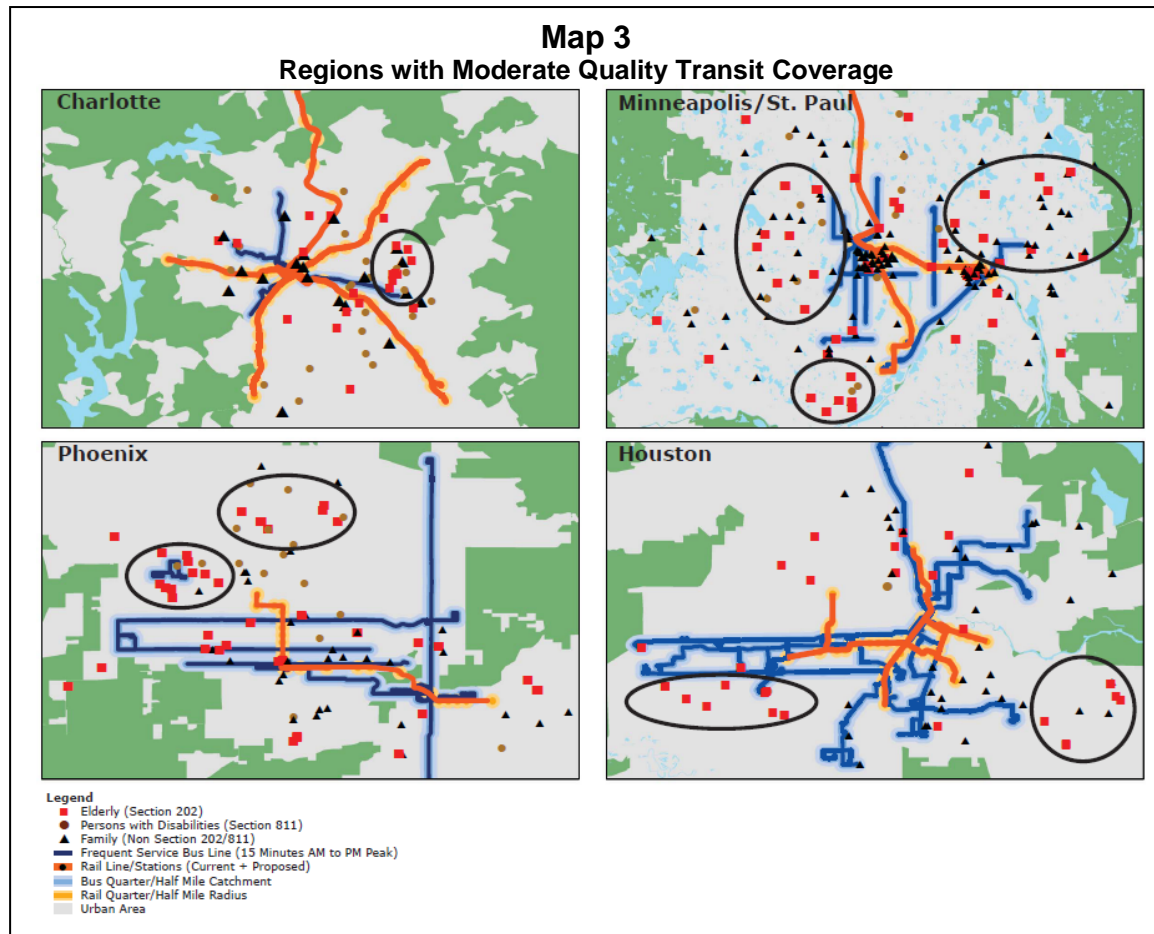 Map 3
Regions with Moderate Quality Transit Coverage
Charlotte
Minneapolis/St. Paul
Phoenix
Houston
Legend
Elderly (Section 202)
Persons with Disabilities (Section 811)
Family (Non Section 202/811)
Frequent Service Bus Line (15 Minutes AM to PM Peak)
Rail Line/Stations (Current + Proposed)
Bus Quarter/Half Mile Catchment
Rail Quarter/Half Mile Radius
Urban Area